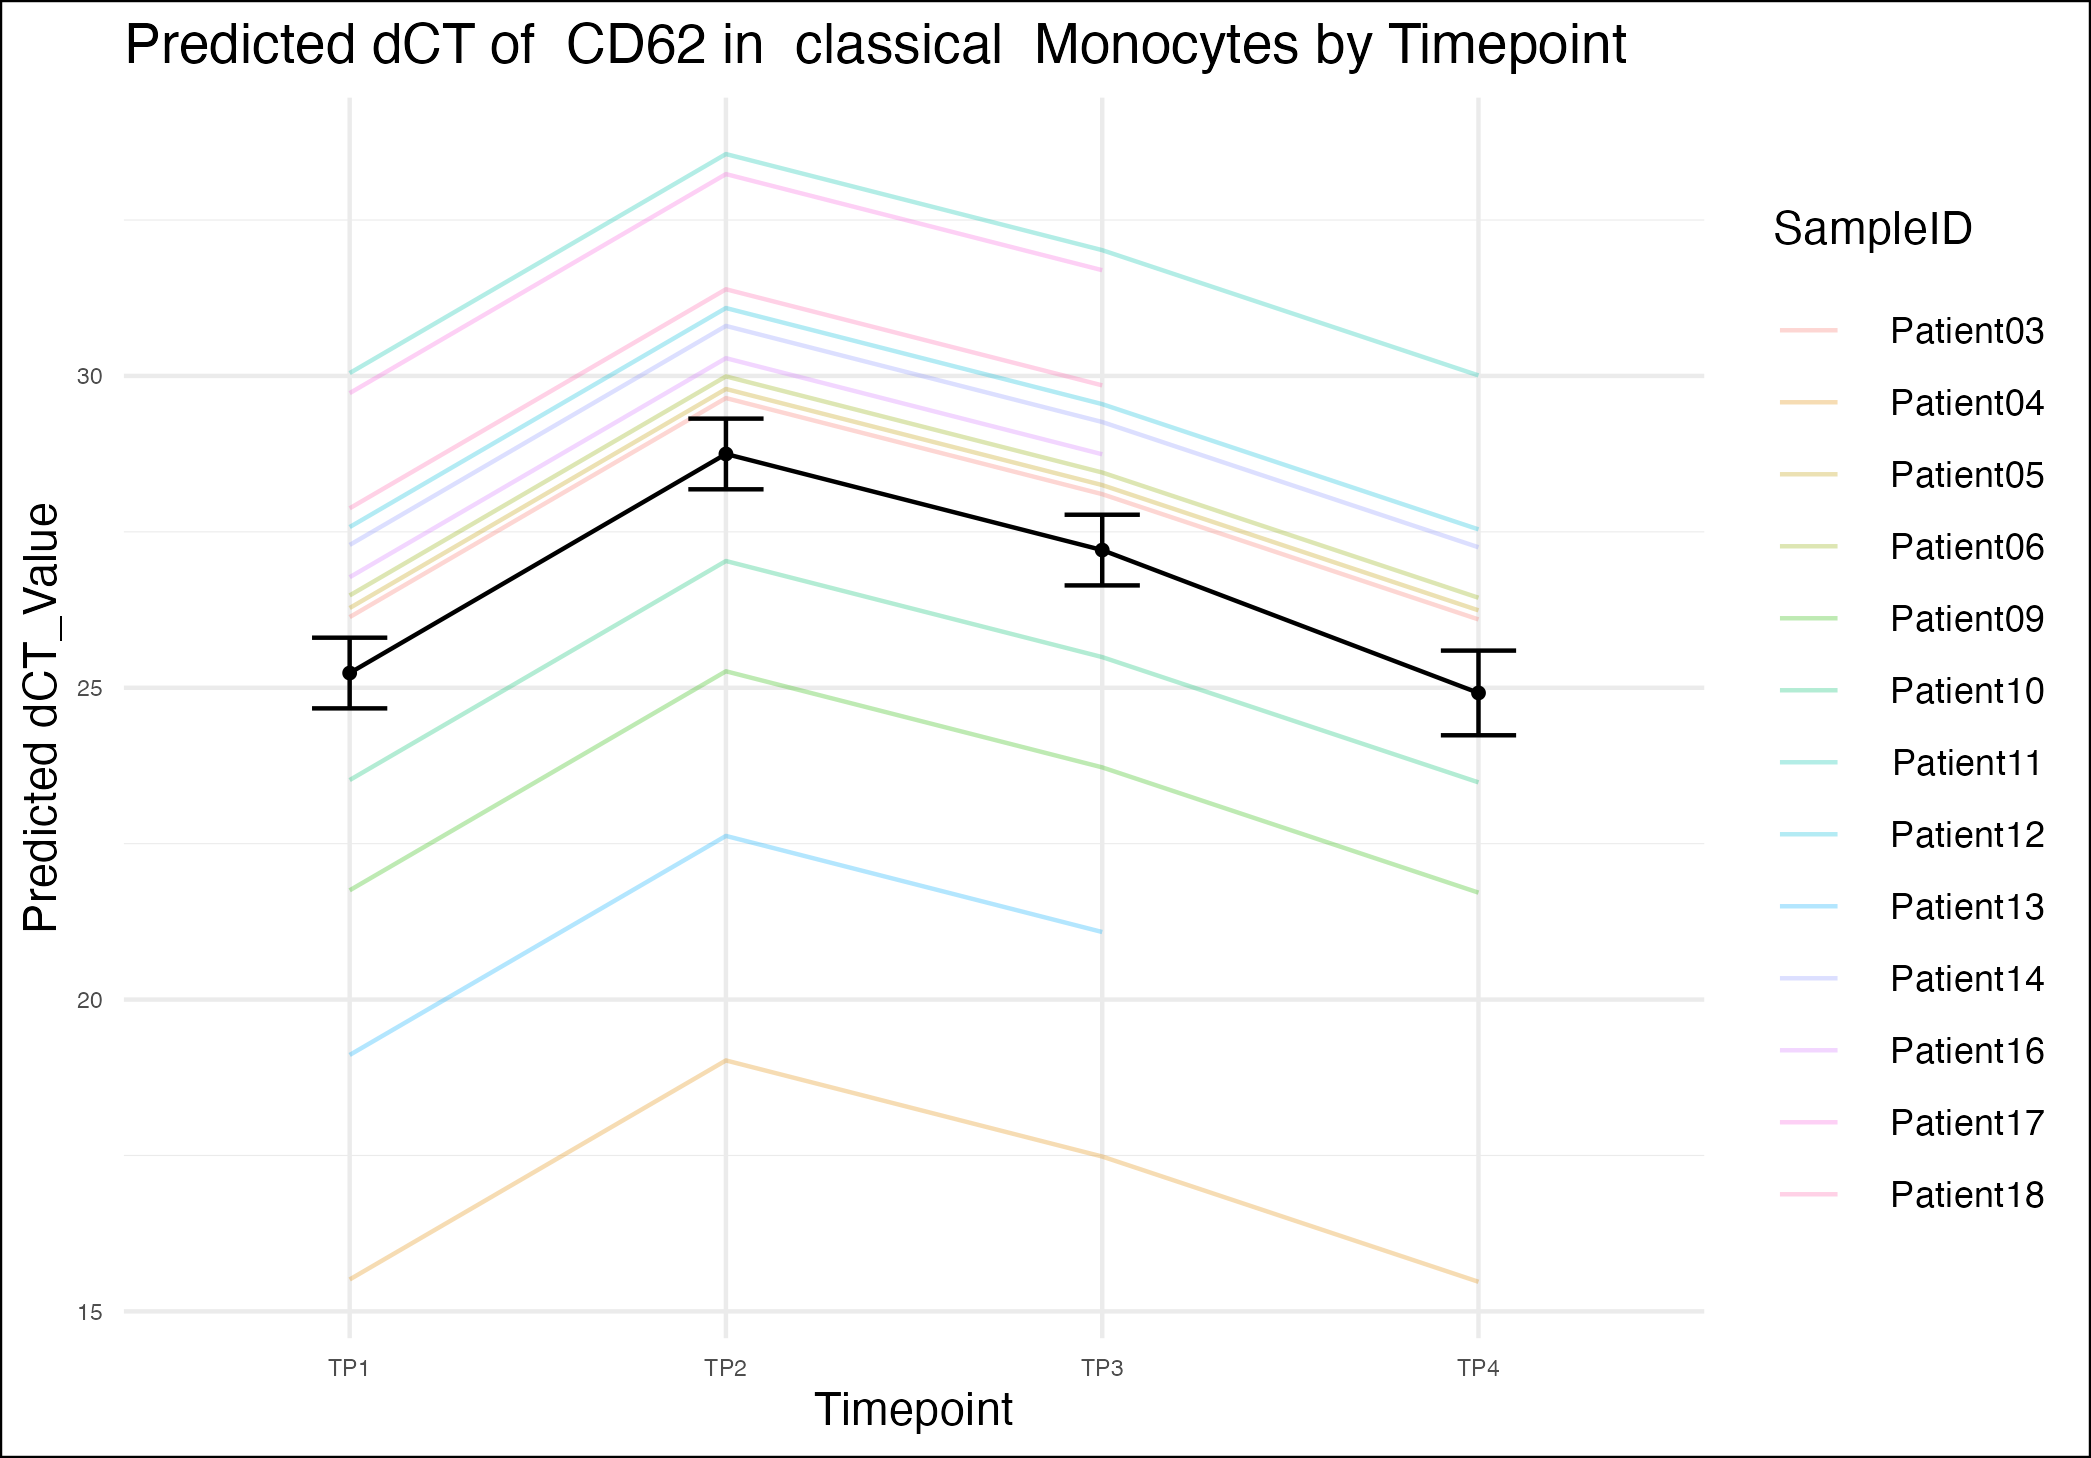 Predicted dCT of  CD62 in  classical  Monocytes by Timepoint
Predicted dCT_Value
30
25
20
15
TP1 TP2 TP3 TP4
Timepoint
SampleID
Patient03
Patient04
Patient05
Patient06
Patient09
Patient10
Patient11
Patient12
Patient13
Patient14
Patient16
Patient17
Patient18